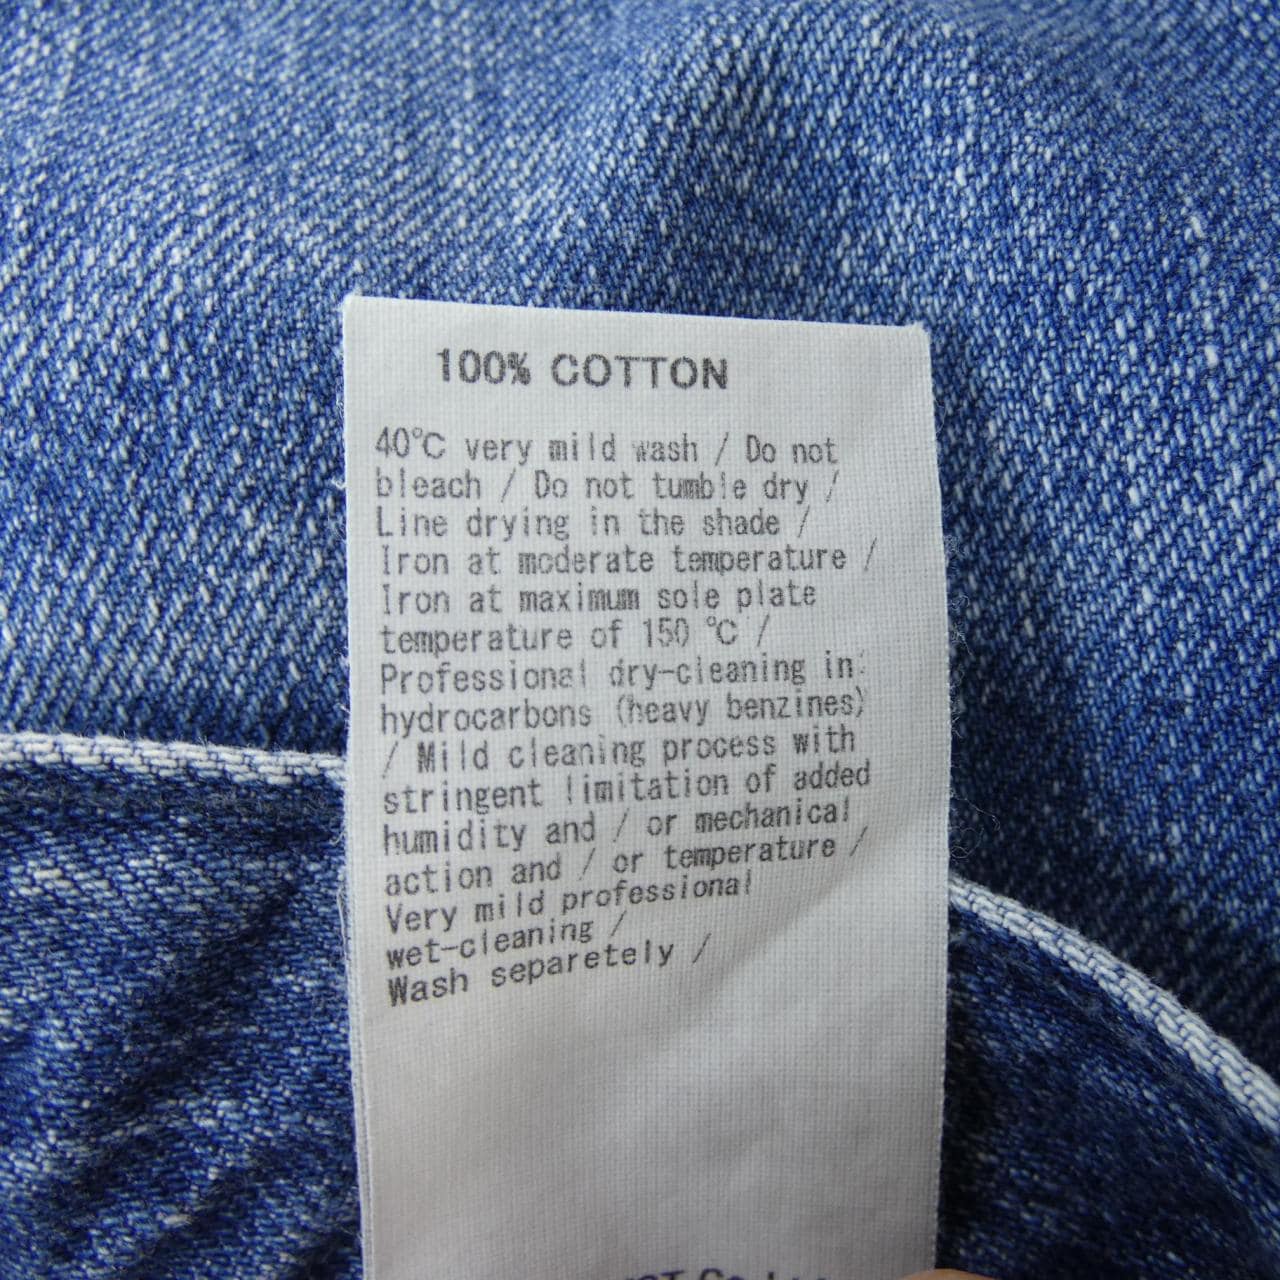 100% COTTON
40℃ very mild wash / Do not
bleach / Do not tumble dry /
Line drying in the shade /
Iron at moderate temperature /
Iron at maximum sole plate
temperature of 150 ℃ /
Professional dry-cleaning in
hydrocarbons (heavy benzines)
/ Mild cleaning process with
stringent limitation of added
humidity and / or mechanical
action and / or temperature /
Very mild professional
wet-cleaning /
Wash separetely /